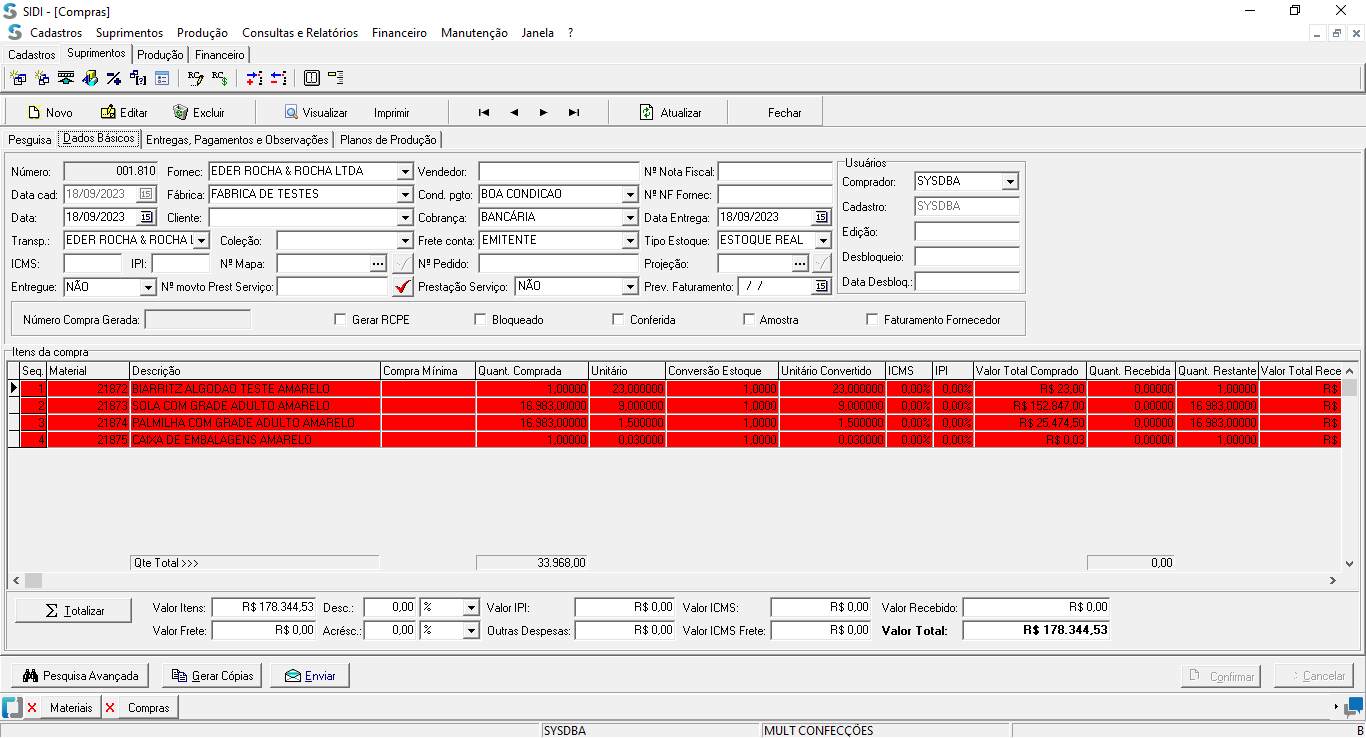 SIDI - [Compras]
Cadastros Suprimentos Produção Consultas e Relatórios Financeiro Manutenção Janela ?
Cadastros Suprimentos Produção Financeiro
Novo Editar Excluir Visualizar Imprimir Atualizar Fechar
Pesquisa Dados Básicos Entregas, Pagamentos e Observações Planos de Produção
Número: 001.810 Fornec: EDER ROCHA & ROCHA LTDA Vendedor: Nº Nota Fiscal: Usuários
Comprador: SYSDBA
Data cad: 18/09/2023 15 Fábrica: FABRICA DE TESTES Cond. pgto: BOA CONDICAO Nº NF Fornec:
Cadastro: SYSDBA
Data: 18/09/2023 15 Cliente: Cobrança: BANCÁRIA Data Entrega: 18/09/2023 15
Edição:
Transp.: EDER ROCHA & ROCHA L Coleção: Frete conta: EMITENTE Tipo Estoque: ESTOQUE REAL
Desbloqueio:
ICMS: IPI: Nº Mapa: ... Nº Pedido: Projeção: ...
Data Desbloq.:
Entregue: NÃO Nº movto Prest Serviço: Prestação Serviço: NÃO Prev. Faturamento: / / 15
Número Compra Gerada: Gerar RCPE Bloqueado Conferida Amostra Faturamento Fornecedor
Itens da compra
Seq. Material Descrição Compra Mínima Quant. Comprada Unitário Conversão Estoque Unitário Convertido ICMS IPI Valor Total Comprado Quant. Recebida Quant. Restante Valor Total Rece
1 21872 BIARRITZ ALGODAO TESTE AMARELO 1,00000 23,000000 1,0000 23,000000 0,00% 0,00% R$ 23,00 0,00000 1,00000 R$
2 21873 SOLA COM GRADE ADULTO AMARELO 16.983,00000 9,000000 1,0000 9,000000 0,00% 0,00% R$ 152.847,00 0,00000 16.983,00000 R$
3 21874 PALMILHA COM GRADE ADULTO AMARELO 16.983,00000 1,500000 1,0000 1,500000 0,00% 0,00% R$ 25.474,50 0,00000 16.983,00000 R$
4 21875 CAIXA DE EMBALAGENS AMARELO 1,00000 0,030000 1,0000 0,030000 0,00% 0,00% R$ 0,03 0,00000 1,00000 R$
Qte Total >>> 33.968,00 0,00
Σ Totalizar Valor Itens: R$ 178.344,53 Desc.: 0,00 % Valor IPI: R$ 0,00 Valor ICMS: R$ 0,00 Valor Recebido: R$ 0,00
Valor Frete: R$ 0,00 Acrésc.: 0,00 % Outras Despesas: R$ 0,00 Valor ICMS Frete: R$ 0,00 Valor Total: R$ 178.344,53
Pesquisa Avançada Gerar Cópias Enviar Confirmar Cancelar
Materiais Compras
SYSDBA MULT CONFECÇÕES B